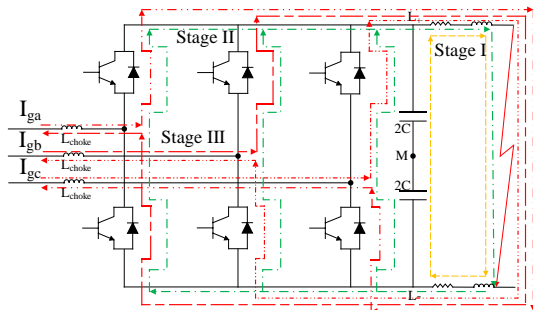 L
Stage II
Stage I
I_ga
L_choke
2C
Stage III
I_gb
M
L_choke
I_gc
2C
L_choke
L